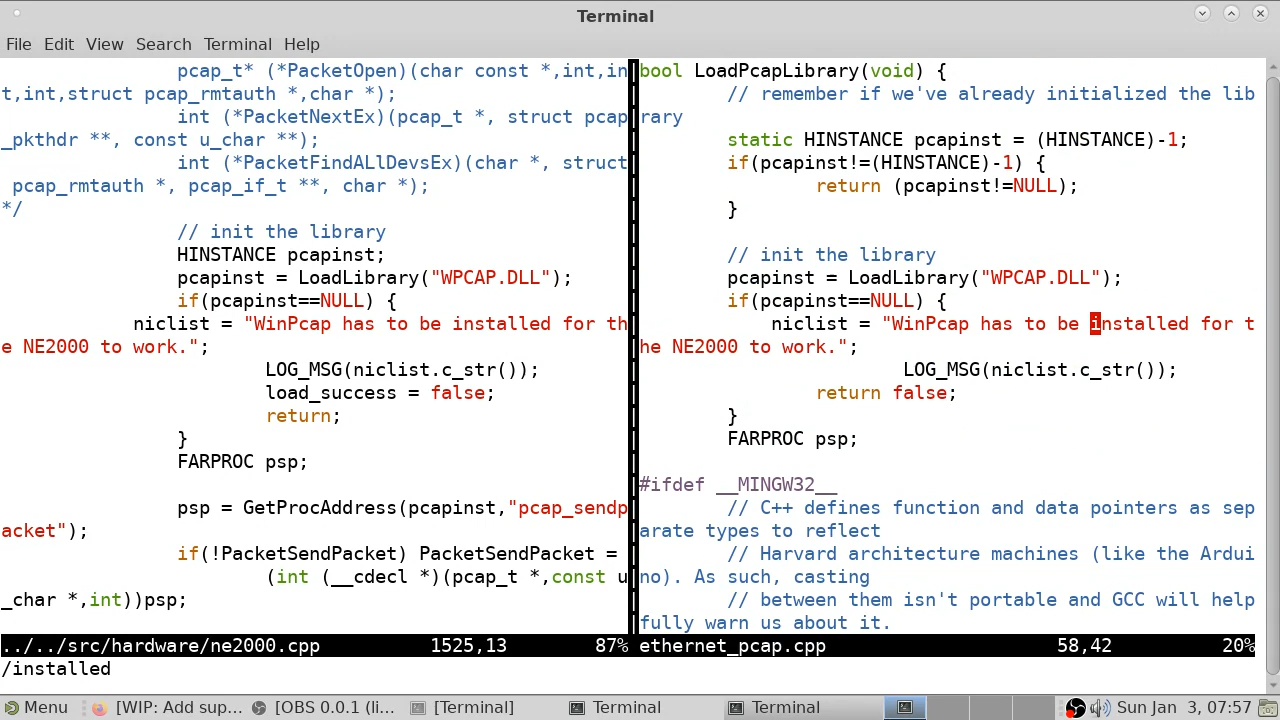 Terminal
File Edit View Search Terminal Help
pcap_t* (*PacketOpen)(char const *,int,in
t,int,struct pcap_rmtauth *,char *);
int (*PacketNextEx)(pcap_t *, struct pcap
_pkthdr **, const u_char **);
int (*PacketFindALlDevsEx)(char *, struct
pcap_rmtauth *, pcap_if_t **, char *);
*/
// init the library
HINSTANCE pcapinst;
pcapinst = LoadLibrary("WPCAP.DLL");
if(pcapinst==NULL) {
niclist = "WinPcap has to be installed for th
e NE2000 to work.";
LOG_MSG(niclist.c_str());
load_success = false;
return;
}
FARPROC psp;
psp = GetProcAddress(pcapinst,"pcap_sendp
acket");
if(!PacketSendPacket) PacketSendPacket =
(int (__cdecl *)(pcap_t *,const u
_char *,int))psp;
../../src/hardware/ne2000.cpp 1525,13 87%
bool LoadPcapLibrary(void) {
// remember if we've already initialized the lib
rary
static HINSTANCE pcapinst = (HINSTANCE)-1;
if(pcapinst!=(HINSTANCE)-1) {
return (pcapinst!=NULL);
}
// init the library
pcapinst = LoadLibrary("WPCAP.DLL");
if(pcapinst==NULL) {
niclist = "WinPcap has to be installed for t
he NE2000 to work.";
LOG_MSG(niclist.c_str());
return false;
}
FARPROC psp;
#ifdef __MINGW32__
// C++ defines function and data pointers as sep
arate types to reflect
// Harvard architecture machines (like the Ardui
no). As such, casting
// between them isn't portable and GCC will help
fully warn us about it.
ethernet_pcap.cpp 58,42 20%
/installed
Menu [WIP: Add sup... [OBS 0.0.1 (li... [Terminal] Terminal Terminal Sun Jan 3, 07:57